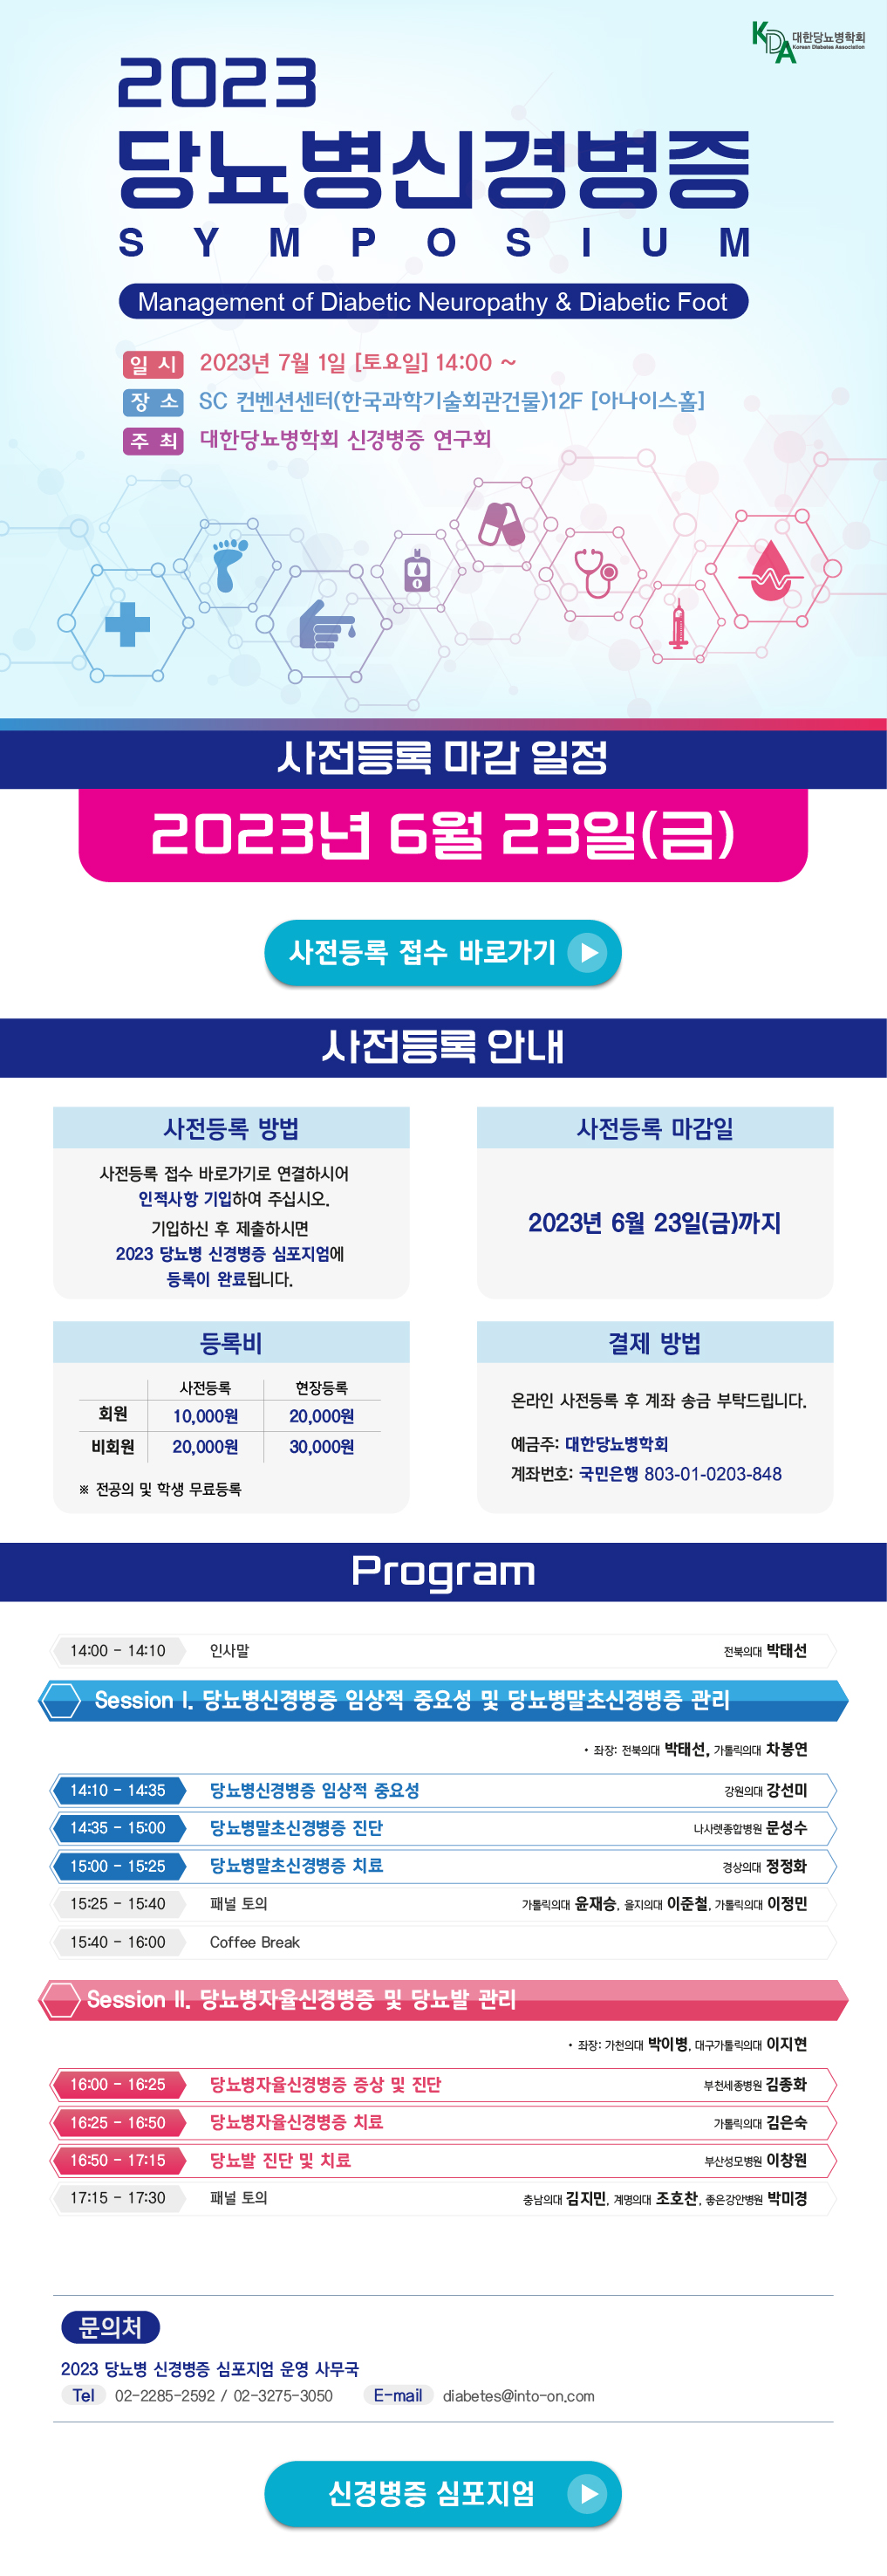 KDA 대한당뇨병학회
Korean Diabetes Association
2023
당뇨병신경병증
SYMPOSIUM
Management of Diabetic Neuropathy & Diabetic Foot
일 시 2023년 7월 1일 [토요일] 14:00 ~
장 소 SC 컨벤션센터(한국과학기술회관건물)12F [아나이스홀]
주 최 대한당뇨병학회 신경병증 연구회
사전등록 마감 일정
2023년 6월 23일(금)
사전등록 접수 바로가기
사전등록 안내
사전등록 방법
사전등록 접수 바로가기로 연결하시어
인적사항 기입하여 주십시오.
기입하신 후 제출하시면
2023 당뇨병 신경병증 심포지엄에
등록이 완료됩니다.
사전등록 마감일
2023년 6월 23일(금)까지
등록비
사전등록 현장등록
회원 10,000원 20,000원
비회원 20,000원 30,000원
※ 전공의 및 학생 무료등록
결제 방법
온라인 사전등록 후 계좌 송금 부탁드립니다.
예금주: 대한당뇨병학회
계좌번호: 국민은행 803-01-0203-848
Program
14:00 - 14:10 인사말 전북의대 박태선
Session I. 당뇨병신경병증 임상적 중요성 및 당뇨병말초신경병증 관리
• 좌장: 전북의대 박태선, 가톨릭의대 차봉연
14:10 - 14:35 당뇨병신경병증 임상적 중요성 강원의대 강선미
14:35 - 15:00 당뇨병말초신경병증 진단 나사렛종합병원 문성수
15:00 - 15:25 당뇨병말초신경병증 치료 경상의대 정정화
15:25 - 15:40 패널 토의 가톨릭의대 윤재승, 을지의대 이준철, 가톨릭의대 이정민
15:40 - 16:00 Coffee Break
Session II. 당뇨병자율신경병증 및 당뇨발 관리
• 좌장: 가천의대 박이병, 대구가톨릭의대 이지현
16:00 - 16:25 당뇨병자율신경병증 증상 및 진단 부천세종병원 김종화
16:25 - 16:50 당뇨병자율신경병증 치료 가톨릭의대 김은숙
16:50 - 17:15 당뇨발 진단 및 치료 부산성모병원 이창원
17:15 - 17:30 패널 토의 충남의대 김지민, 계명의대 조호찬, 좋은강안병원 박미경
문의처
2023 당뇨병 신경병증 심포지엄 운영 사무국
Tel 02-2285-2592 / 02-3275-3050 E-mail diabetes@into-on.com
신경병증 심포지엄